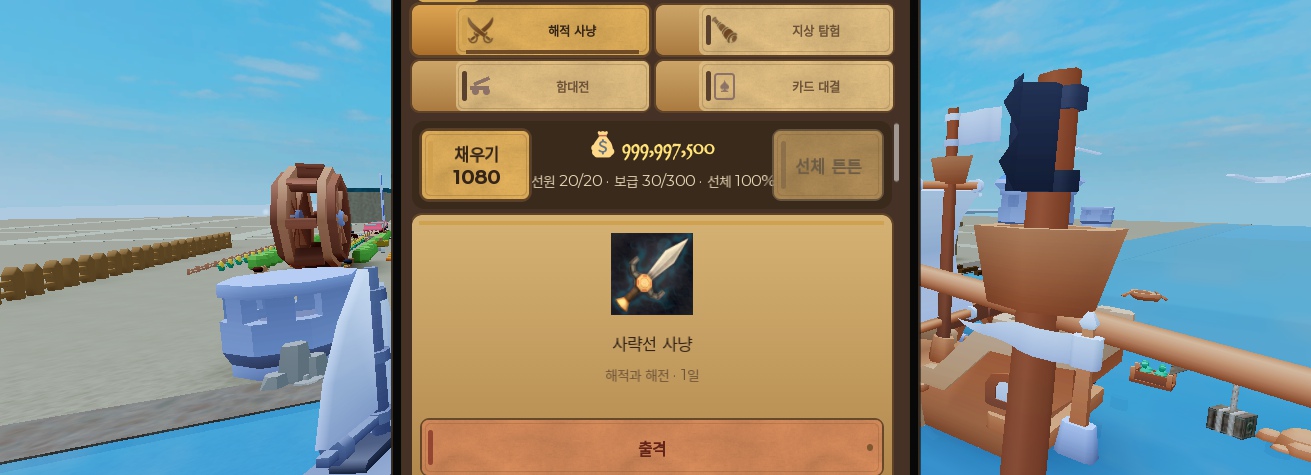 해적 사냥
지상 탐험
함대전
카드 대결
채우기
1080
999,997,500
선원 20/20 · 보급 30/300 · 선체 100%
선체 튼튼
사략선 사냥
해적과 해전 · 1일
출격